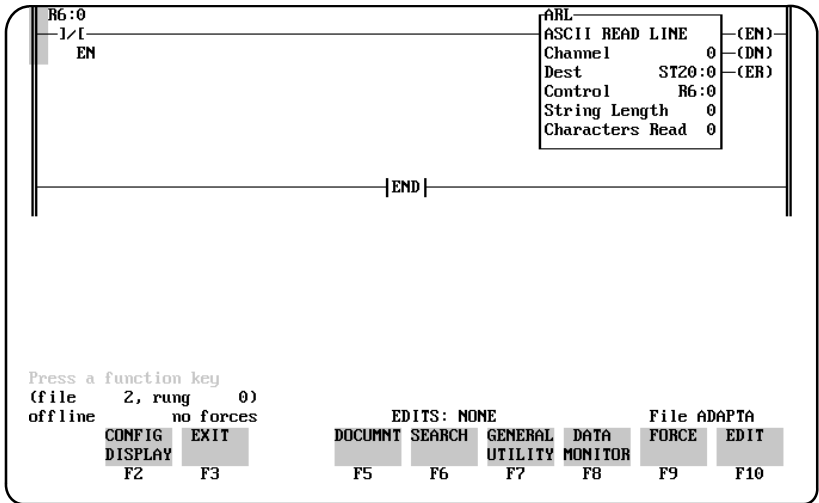 R6:0
ARL
]/[
ASCII READ LINE
(EN)
EN
Channel 0
(DN)
Dest ST20:0
(ER)
Control R6:0
String Length 0
Characters Read 0
END
Press a function key
(file 2, rung 0)
offline no forces EDITS: NONE File ADAPTA
CONFIG EXIT DOCUMNT SEARCH GENERAL DATA FORCE EDIT
DISPLAY UTILITY MONITOR
F2 F3 F5 F6 F7 F8 F9 F10